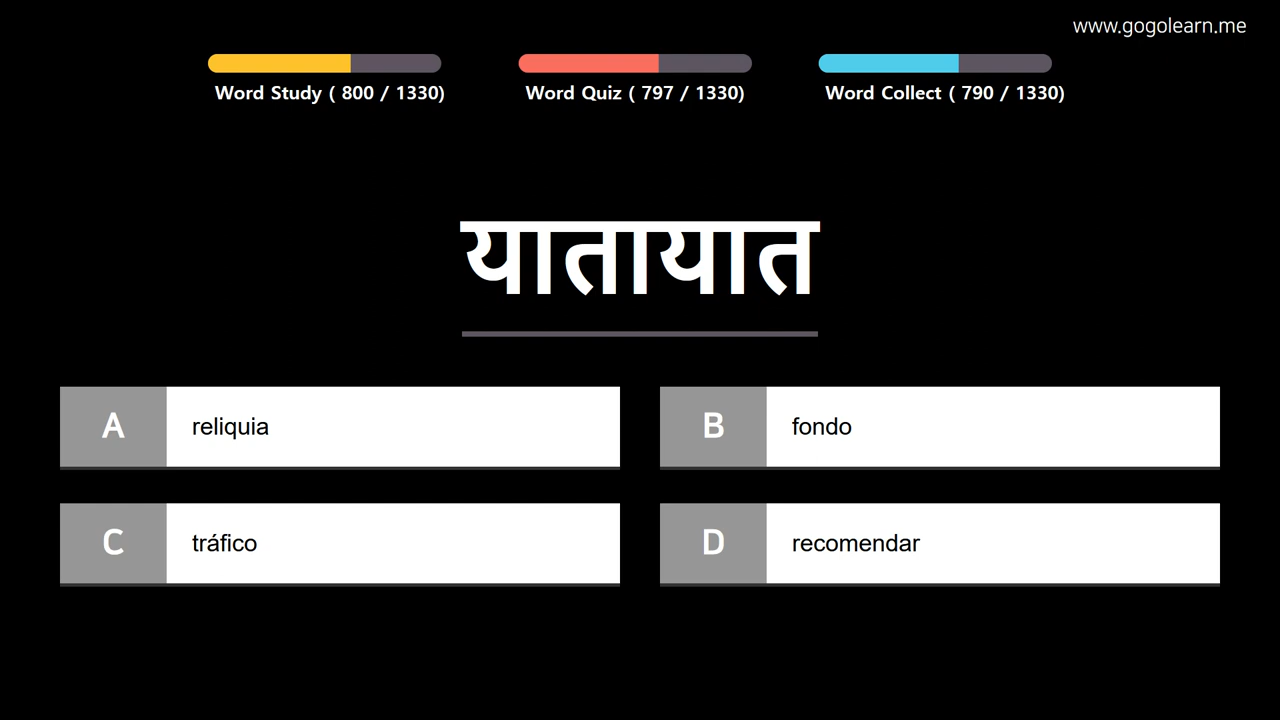 www.gogolearn.me
Word Study ( 800 / 1330)
Word Quiz ( 797 / 1330)
Word Collect ( 790 / 1330)
यातायात
A reliquia
B fondo
C tráfico
D recomendar